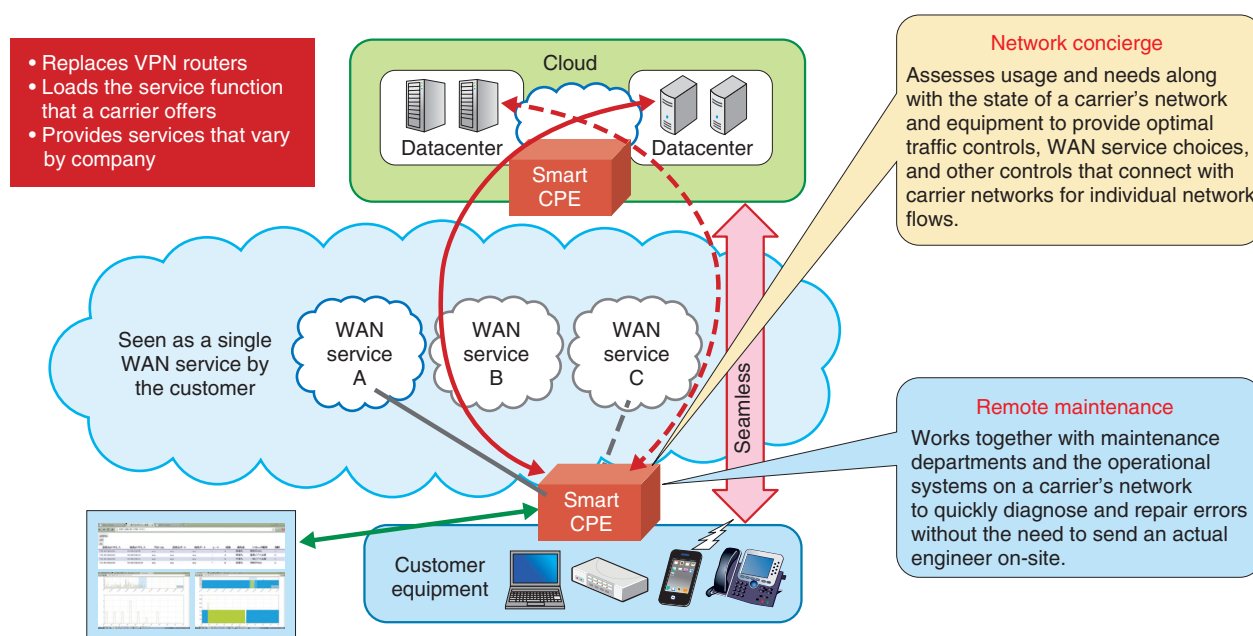 • Replaces VPN routers
• Loads the service function
that a carrier offers
• Provides services that vary
by company
Cloud
Datacenter
Datacenter
Smart
CPE
Network concierge
Assesses usage and needs along
with the state of a carrier's network
and equipment to provide optimal
traffic controls, WAN service choices,
and other controls that connect with
carrier networks for individual network
flows.
Seen as a single
WAN service by
the customer
WAN
service
A
WAN
service
B
WAN
service
C
Seamless
Remote maintenance
Works together with maintenance
departments and the operational
systems on a carrier's network
to quickly diagnose and repair errors
without the need to send an actual
engineer on-site.
Smart
CPE
Customer
equipment